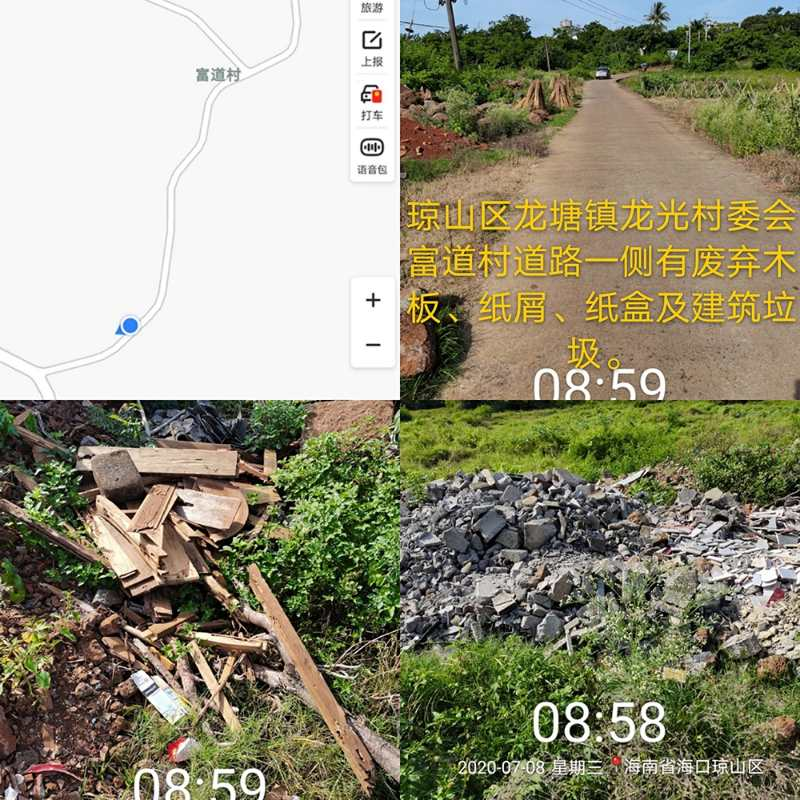 旅游
上报
富道村
打车
语音包
+
−
琼山区龙塘镇龙光村委会
富道村道路一侧有废弃木
板、纸屑、纸盒及建筑垃
圾。
08:59
08:59
08:58
2020-07-08 星期三 海南省海口琼山区